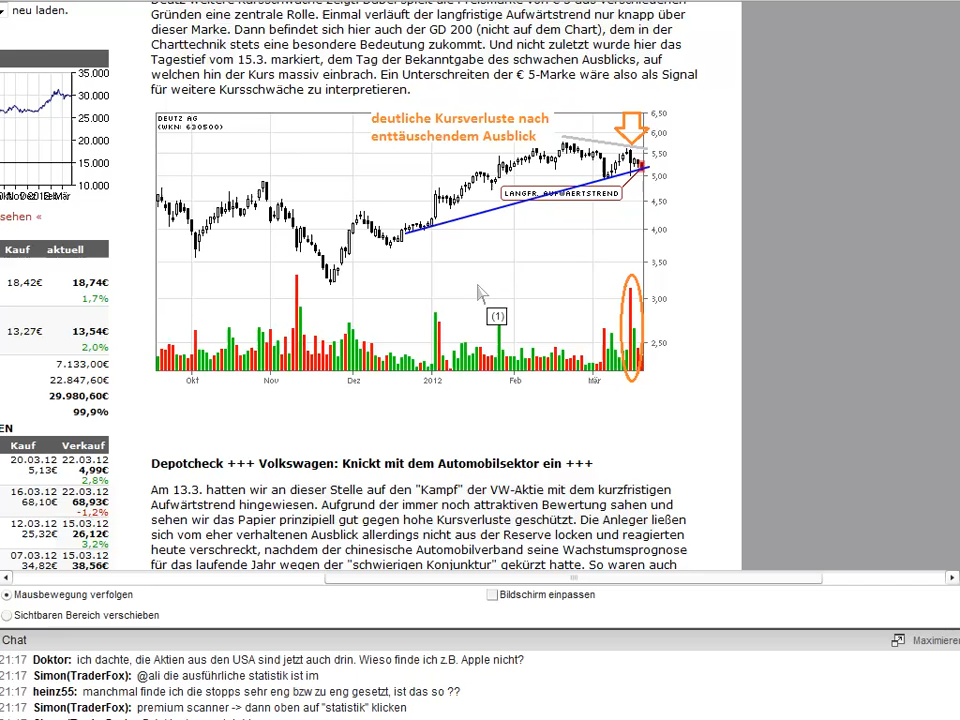 neu laden.
Gründen eine zentrale Rolle. Einmal verläuft der langfristige Aufwärtstrend nur knapp über
dieser Marke. Dann befindet sich hier auch der GD 200 (nicht auf dem Chart), dem in der
Charttechnik stets eine besondere Bedeutung zukommt. Und nicht zuletzt wurde hier das
Tagestief vom 15.3. markiert, dem Tag der Bekanntgabe des schwachen Ausblicks, auf
welchen hin der Kurs massiv einbrach. Ein Unterschreiten der € 5-Marke wäre also als Signal
für weitere Kursschwäche zu interpretieren.
35.000
30.000
25.000
20.000
15.000
10.000
sehen «
Kauf aktuell
18,42€ 18,74€
1,7%
13,27€ 13,54€
2,0%
7.133,00€
22.847,60€
29.980,60€
99,9%
EN
Kauf Verkauf
20.03.12 22.03.12
5,13€ 4,99€
2,8%
16.03.12 22.03.12
68,10€ 68,93€
-1,2%
12.03.12 15.03.12
25,32€ 26,12€
3,2%
07.03.12 15.03.12
34,82€ 38,56€
DEUTZ AG
(WKN: 630500)
deutliche Kursverluste nach
enttäuschendem Ausblick
LANGFR. AUFWAERTSTREND
6,50
6,00
5,50
5,00
4,50
4,00
3,50
3,00
2,50
(1)
Okt Nov Dez 2012 Feb Mär
Depotcheck +++ Volkswagen: Knickt mit dem Automobilsektor ein +++
Am 13.3. hatten wir an dieser Stelle auf den "Kampf" der VW-Aktie mit dem kurzfristigen
Aufwärtstrend hingewiesen. Aufgrund der immer noch attraktiven Bewertung sahen und
sehen wir das Papier prinzipiell gut gegen hohe Kursverluste geschützt. Die Anleger ließen
sich vom eher verhaltenen Ausblick allerdings nicht aus der Reserve locken und reagierten
heute verschreckt, nachdem der chinesische Automobilverband seine Wachstumsprognose
für das laufende Jahr wegen der "schwierigen Konjunktur" gekürzt hatte. So waren auch
Mausbewegung verfolgen
Bildschirm einpassen
Sichtbaren Bereich verschieben
Chat
Maximieren
21:17 Doktor: ich dachte, die Aktien aus den USA sind jetzt auch drin. Wieso finde ich z.B. Apple nicht?
21:17 Simon(TraderFox): @ali die ausführliche statistik ist im
21:17 heinz55: manchmal finde ich die stopps sehr eng bzw zu eng gesetzt, ist das so ??
21:17 Simon(TraderFox): premium scanner -> dann oben auf "statistik" klicken